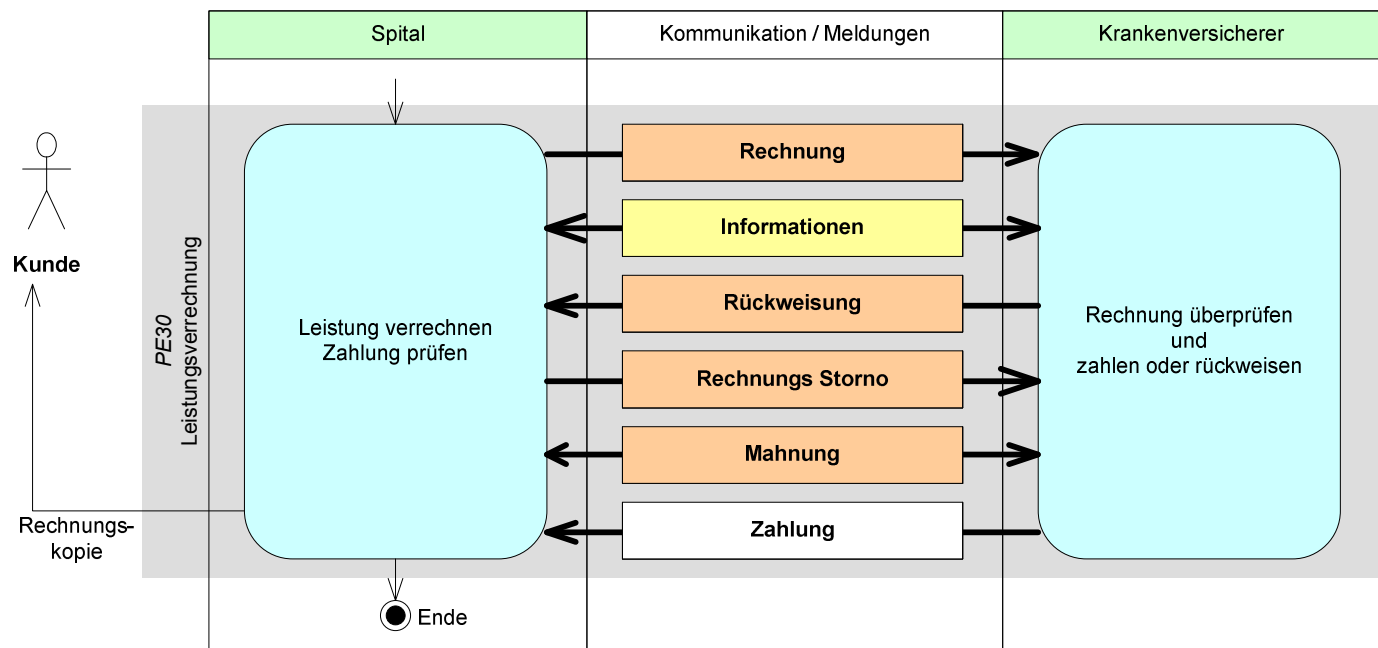 Spital
Kommunikation / Meldungen
Krankenversicherer
Kunde
PE30
Leistungsverrechnung
Leistung verrechnen
Zahlung prüfen
Rechnung
Informationen
Rückweisung
Rechnungs Storno
Mahnung
Zahlung
Rechnung überprüfen
und
zahlen oder rückweisen
Rechnungs-
kopie
Ende